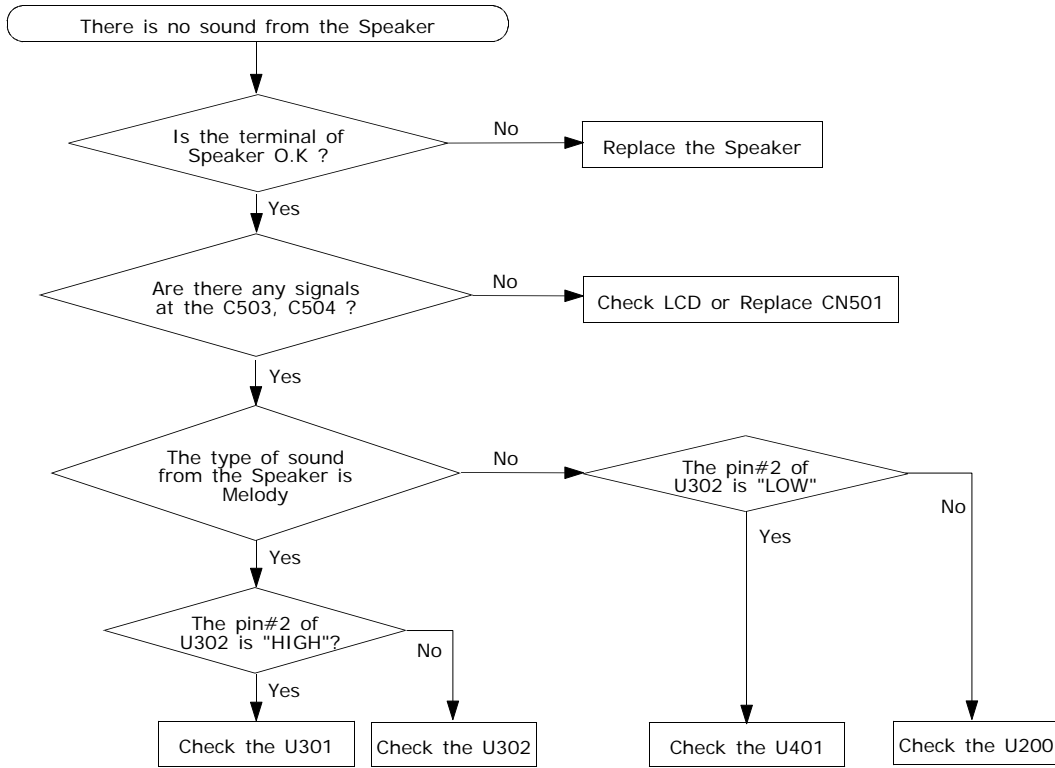 There is no sound from the Speaker
Is the terminal of
Speaker O.K ?
No
Replace the Speaker
Yes
Are there any signals
at the C503, C504 ?
No
Check LCD or Replace CN501
Yes
The type of sound
from the Speaker is
Melody
No
The pin#2 of
U302 is "LOW"
No
Yes
Yes
The pin#2 of
U302 is "HIGH"?
No
Yes
Check the U301
Check the U302
Check the U401
Check the U200